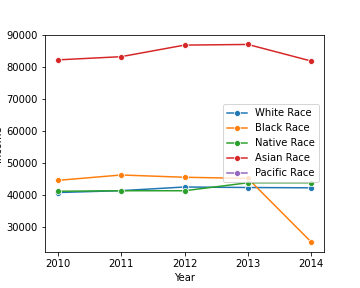 90000
80000
70000
60000
50000
40000
30000
White Race
Black Race
Native Race
Asian Race
Pacific Race
2010 2011 2012 2013 2014
Year